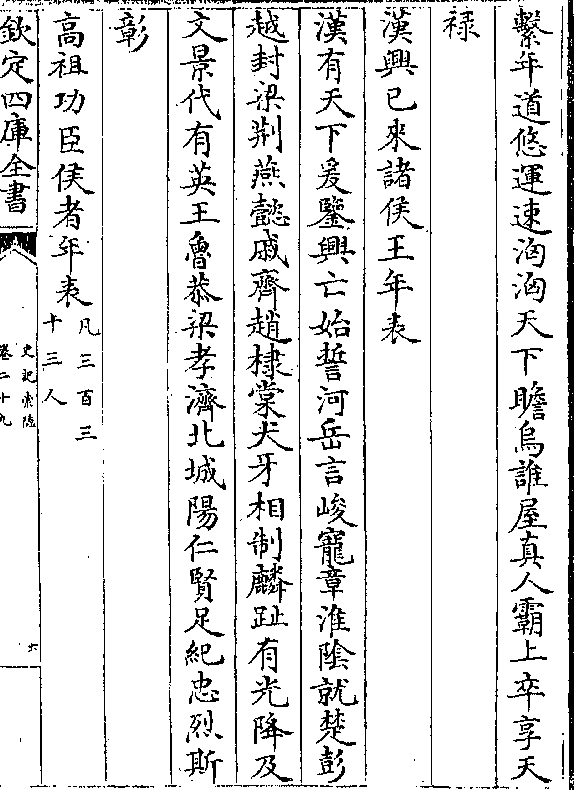 繫年道悠運速洶洶天下瞻烏誰屋真人霸上卒享天
禄
漢興已來諸侯王年表
漢有天下爰鑒興亡始誓河岳言峻寵章淮陰就楚彭
越封梁荆燕懿戚齊趙棣棠犬牙相制麟趾有光降及
文景代有英王魯恭梁孝濟北城陽仁賢足紀忠烈斯
彰
高祖功臣侯者年表凡三百三
十三人
欽定四庫全書
史記索隱
卷二十九
六